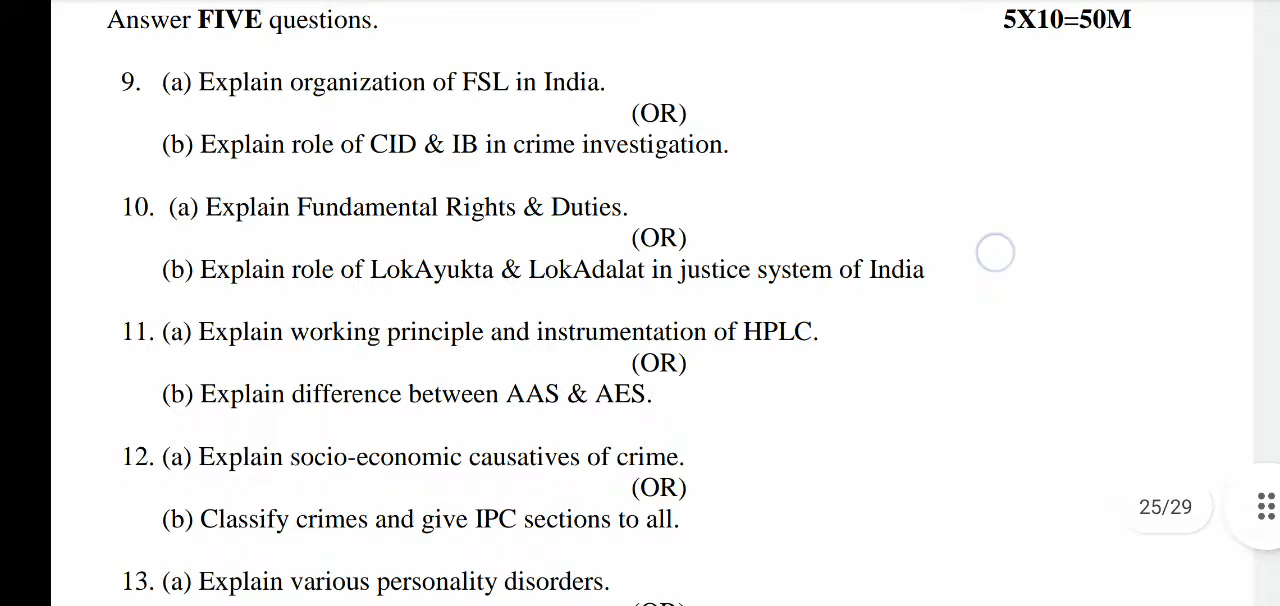 Answer FIVE questions. 5X10=50M
9. (a) Explain organization of FSL in India.
(OR)
(b) Explain role of CID & IB in crime investigation.
10. (a) Explain Fundamental Rights & Duties.
(OR)
(b) Explain role of LokAyukta & LokAdalat in justice system of India
11. (a) Explain working principle and instrumentation of HPLC.
(OR)
(b) Explain difference between AAS & AES.
12. (a) Explain socio-economic causatives of crime.
(OR)
(b) Classify crimes and give IPC sections to all.
25/29
13. (a) Explain various personality disorders.